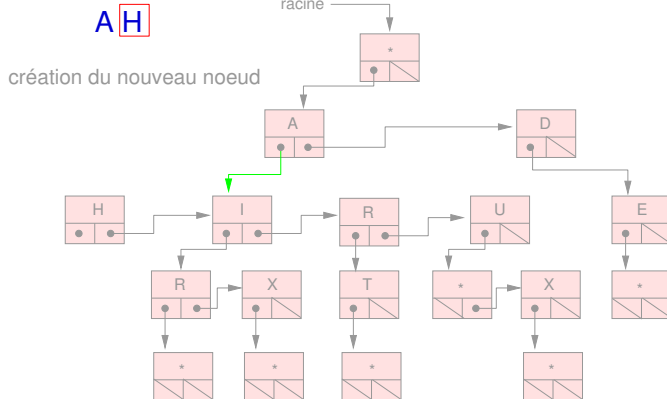 racine
A H
*
création du nouveau noeud
A D
H I R U E
R X T * X *
* * * *